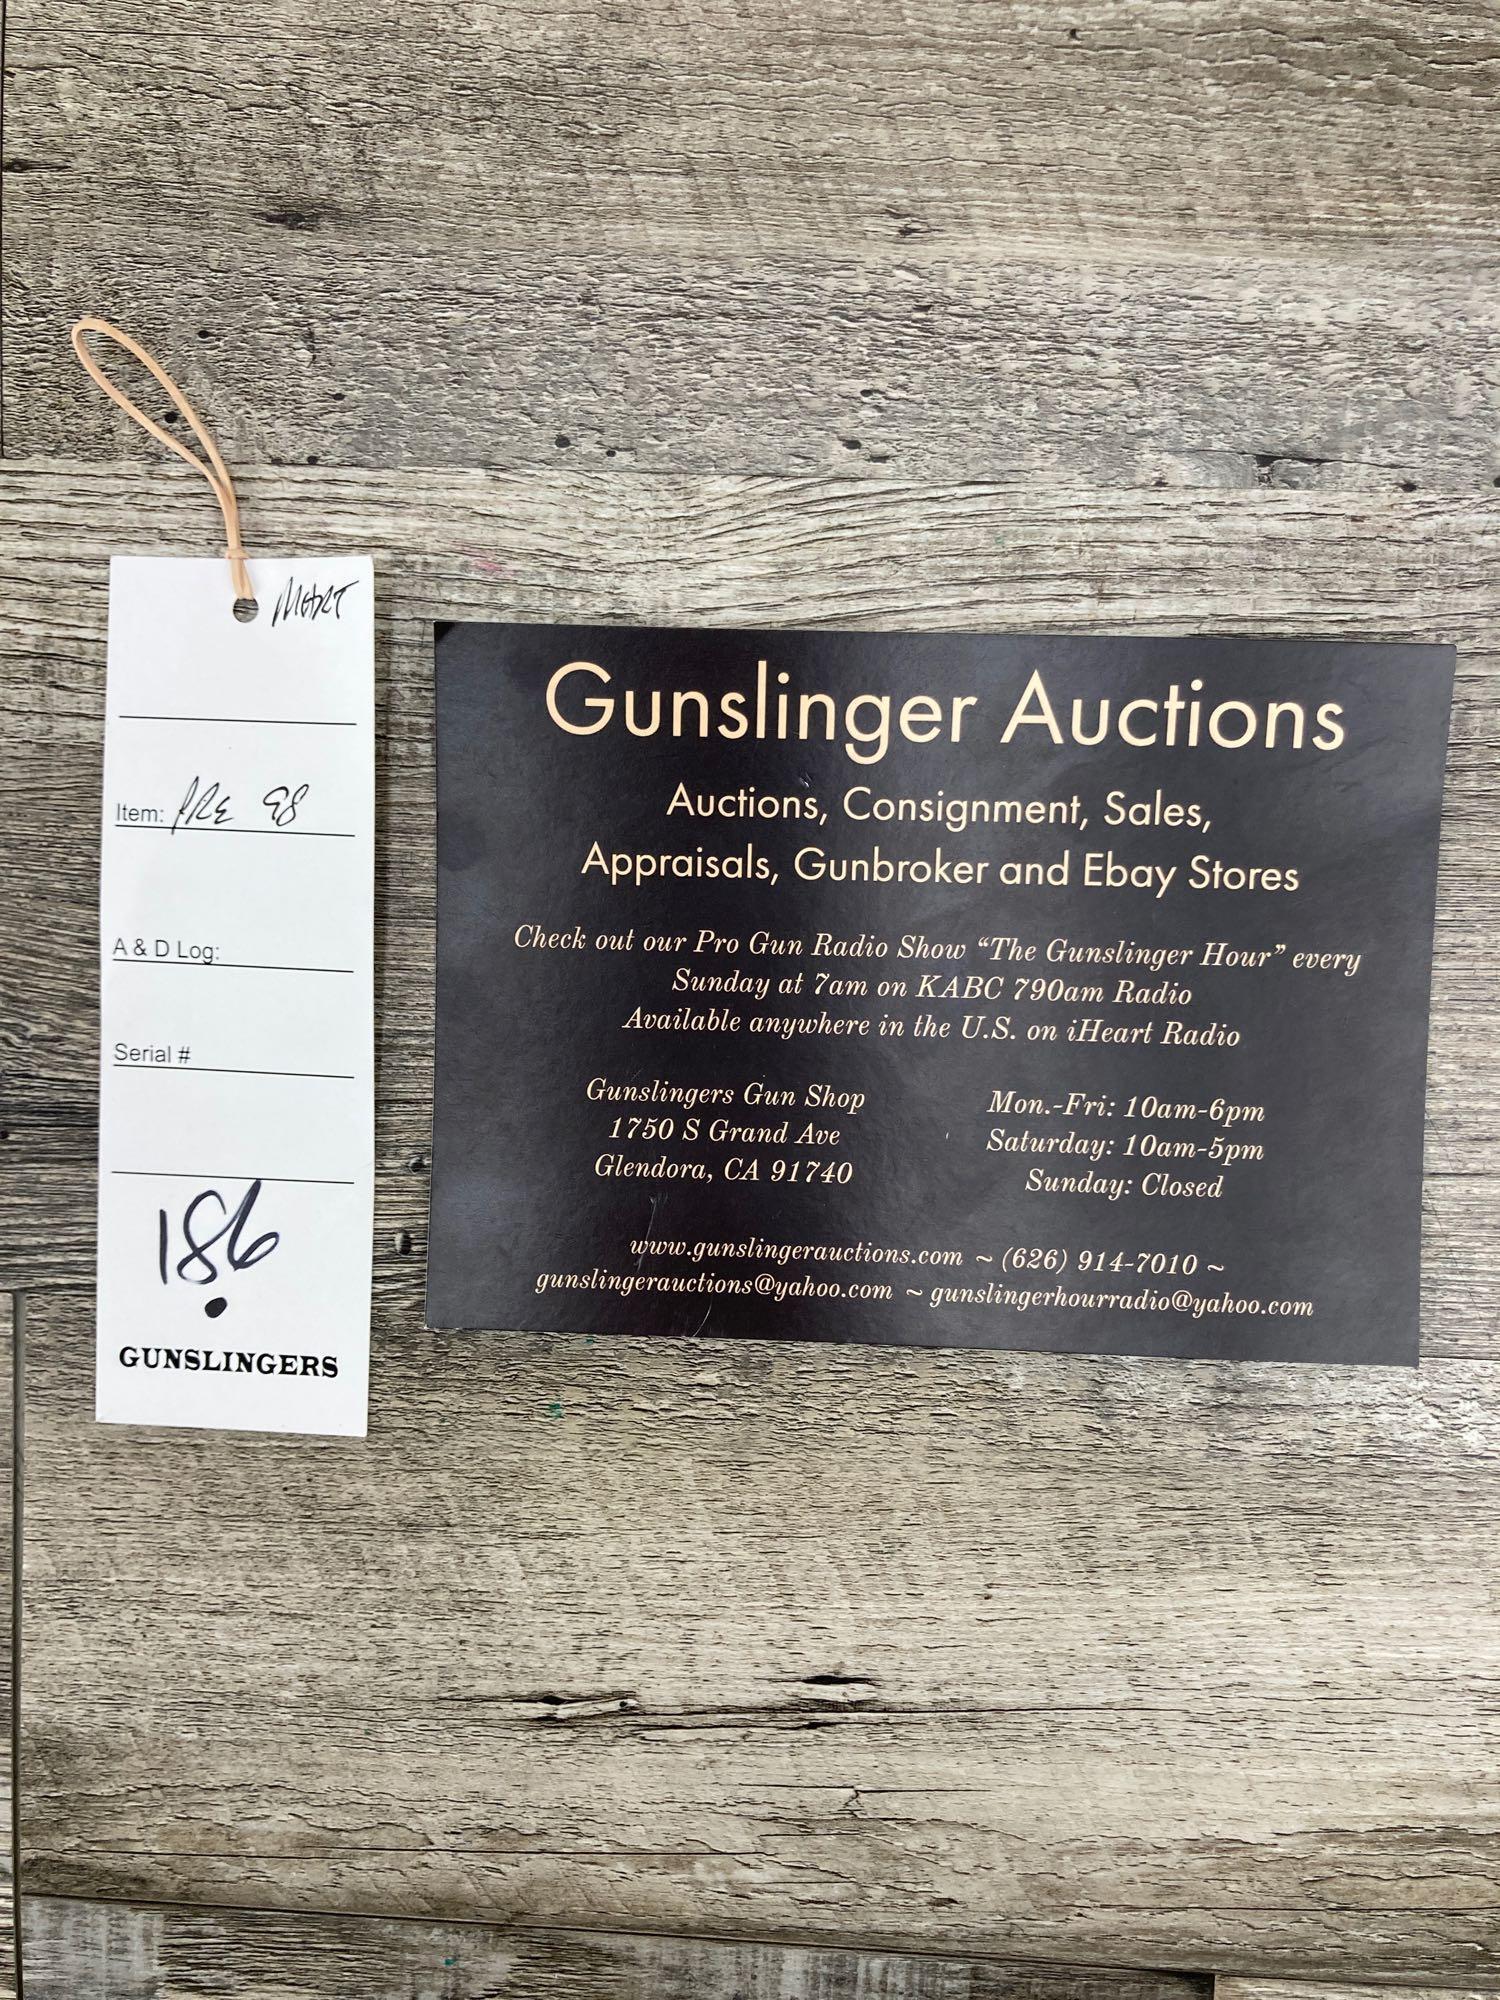 Item: PRE 98
A & D Log:
Serial #
186
GUNSLINGERS
Gunslinger Auctions
Auctions, Consignment, Sales,
Appraisals, Gunbroker and Ebay Stores
Check out our Pro Gun Radio Show “The Gunslinger Hour” every
Sunday at 7am on KABC 790am Radio
Available anywhere in the U.S. on iHeart Radio
Gunslingers Gun Shop
1750 S Grand Ave
Glendora, CA 91740
Mon.-Fri: 10am-6pm
Saturday: 10am-5pm
Sunday: Closed
www.gunslingerauctions.com ~ (626) 914-7010 ~
gunslingerauctions@yahoo.com ~ gunslingerhourradio@yahoo.com